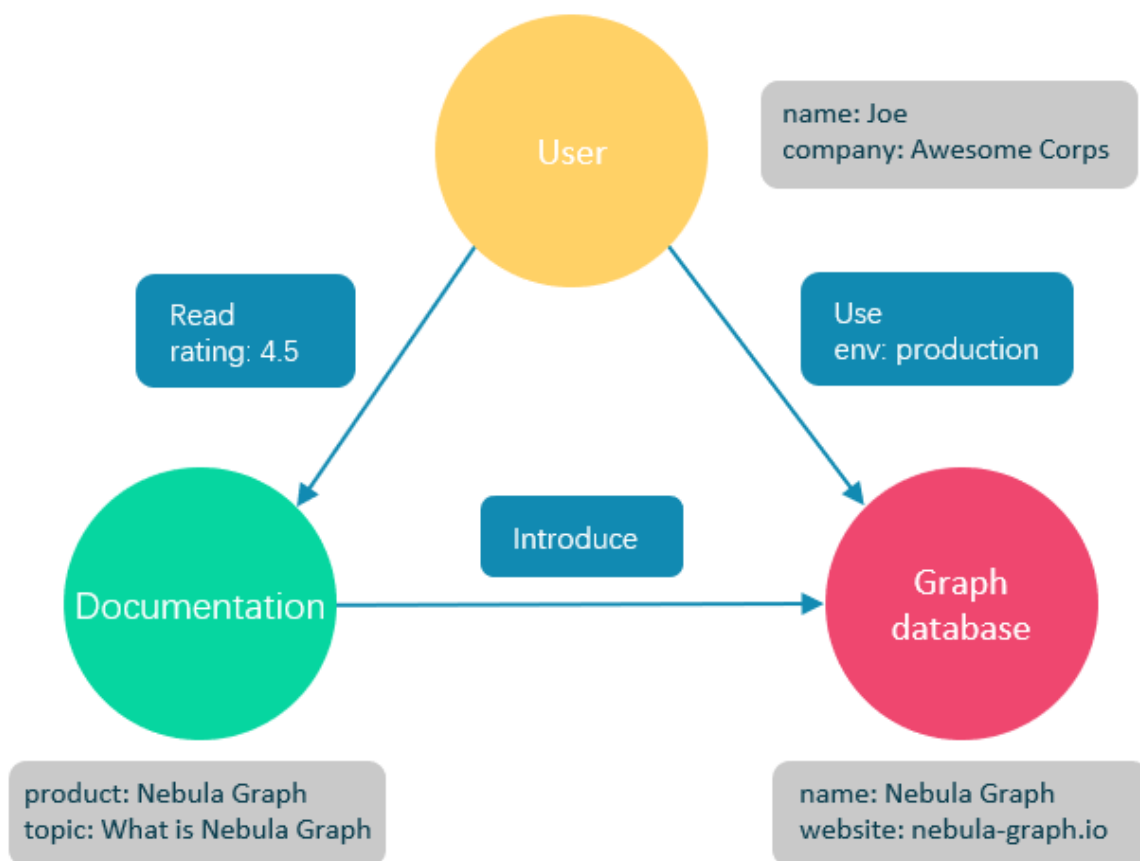 User
name: Joe
company: Awesome Corps
Read
rating: 4.5
Use
env: production
Introduce
Documentation
Graph
database
product: Nebula Graph
topic: What is Nebula Graph
name: Nebula Graph
website: nebula-graph.io